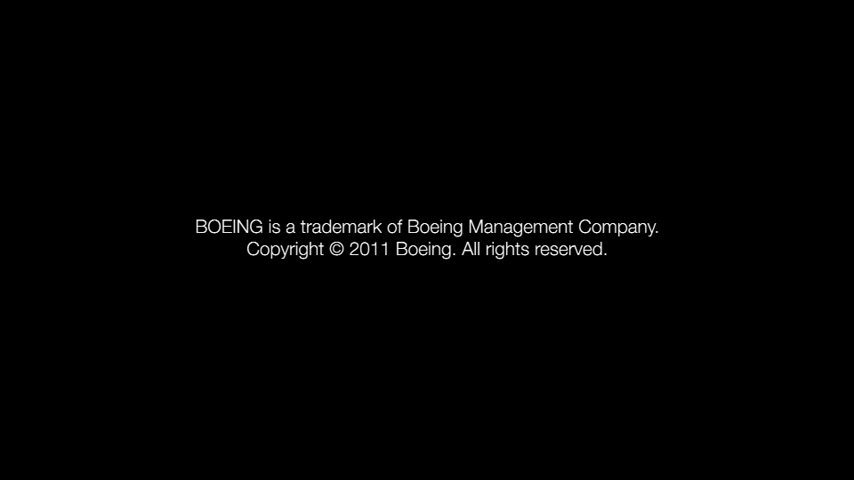 BOEING is a trademark of Boeing Management Company.
Copyright © 2011 Boeing. All rights reserved.